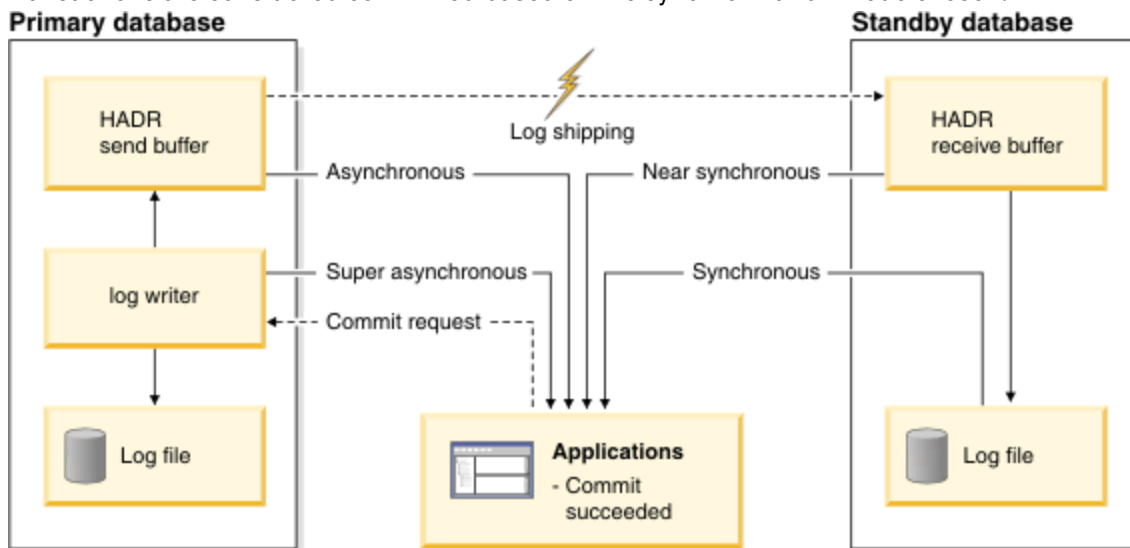 Primary database
Standby database
HADR
send buffer
HADR
receive buffer
Log shipping
Asynchronous
Near synchronous
log writer
Super asynchronous
Synchronous
Commit request
Log file
Applications
- Commit
succeeded
Log file